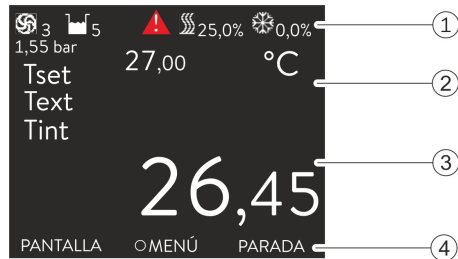 3 5 25,0% 0,0% 1
1,55 bar
27,00 °C
Tset 2
Text
Tint
26,45 3
PANTALLA MENÚ PARADA 4